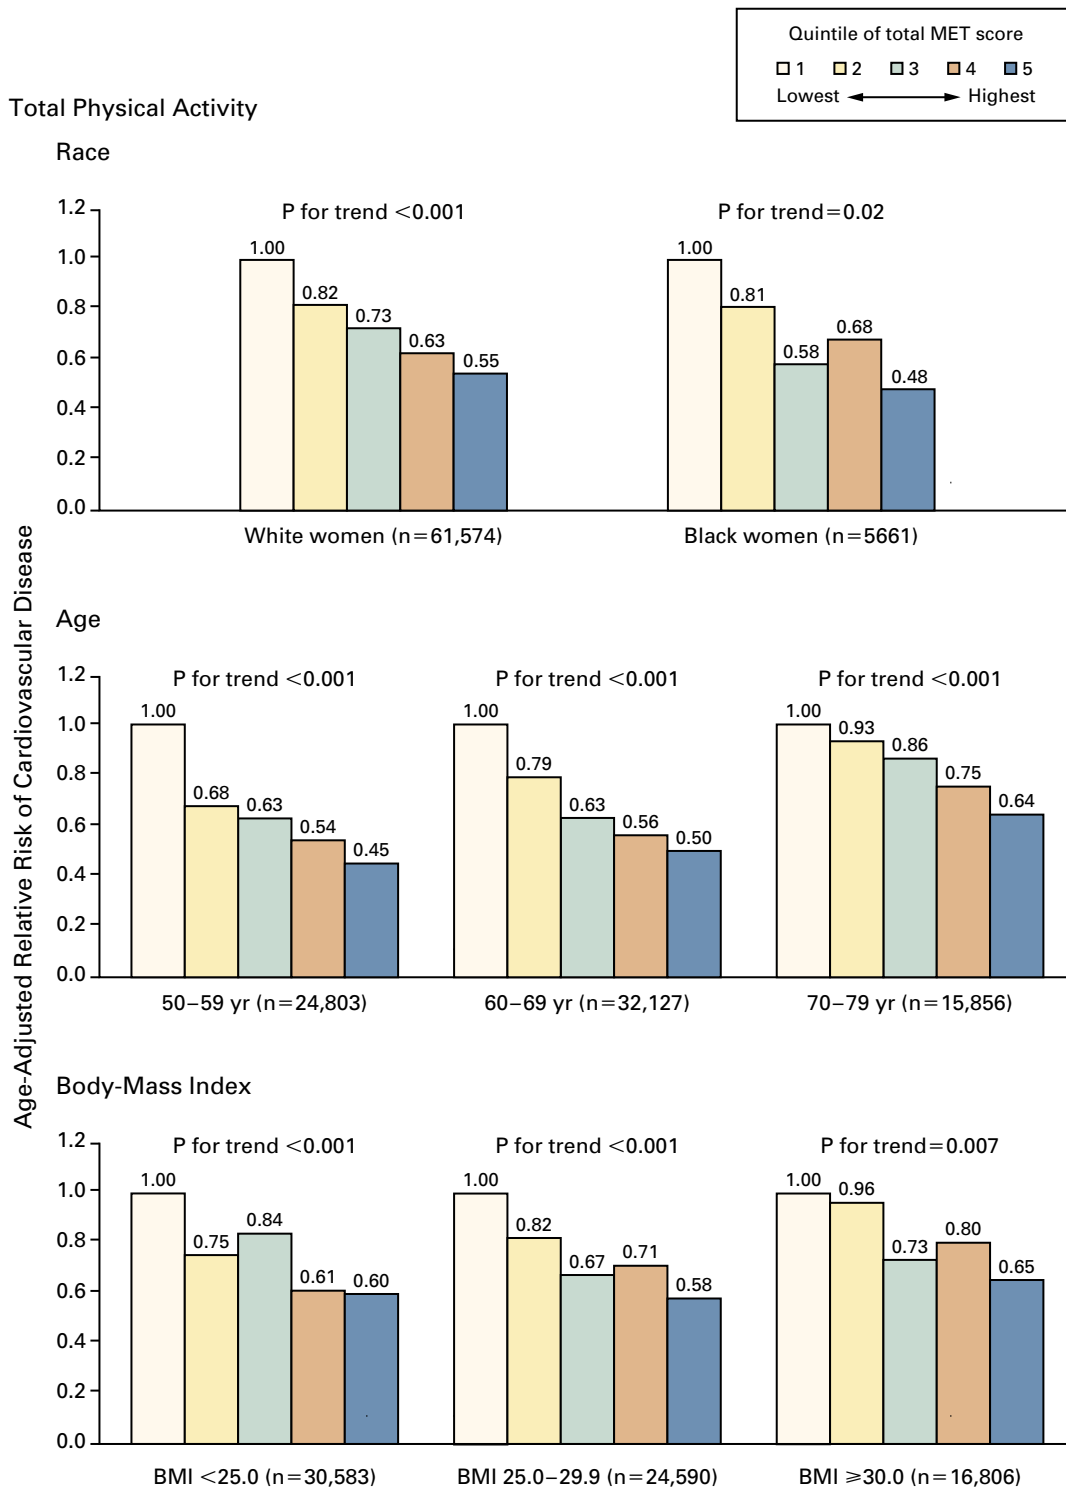 Quintile of total MET score
1 2 3 4 5
Lowest Highest
Total Physical Activity
Race
Age-Adjusted Relative Risk of Cardiovascular Disease
1.2
1.0
0.8
0.6
0.4
0.2
0.0
P for trend <0.001
1.00
0.82
0.73
0.63
0.55
White women (n=61,574)
P for trend=0.02
1.00
0.81
0.58
0.68
0.48
Black women (n=5661)
Age
1.2
1.0
0.8
0.6
0.4
0.2
0.0
P for trend <0.001
1.00
0.68
0.63
0.54
0.45
50–59 yr (n=24,803)
P for trend <0.001
1.00
0.79
0.63
0.56
0.50
60–69 yr (n=32,127)
P for trend <0.001
1.00
0.93
0.86
0.75
0.64
70–79 yr (n=15,856)
Body-Mass Index
1.2
1.0
0.8
0.6
0.4
0.2
0.0
P for trend <0.001
1.00
0.75
0.84
0.61
0.60
BMI <25.0 (n=30,583)
P for trend <0.001
1.00
0.82
0.67
0.71
0.58
BMI 25.0–29.9 (n=24,590)
P for trend=0.007
1.00
0.96
0.73
0.80
0.65
BMI ⩾30.0 (n=16,806)